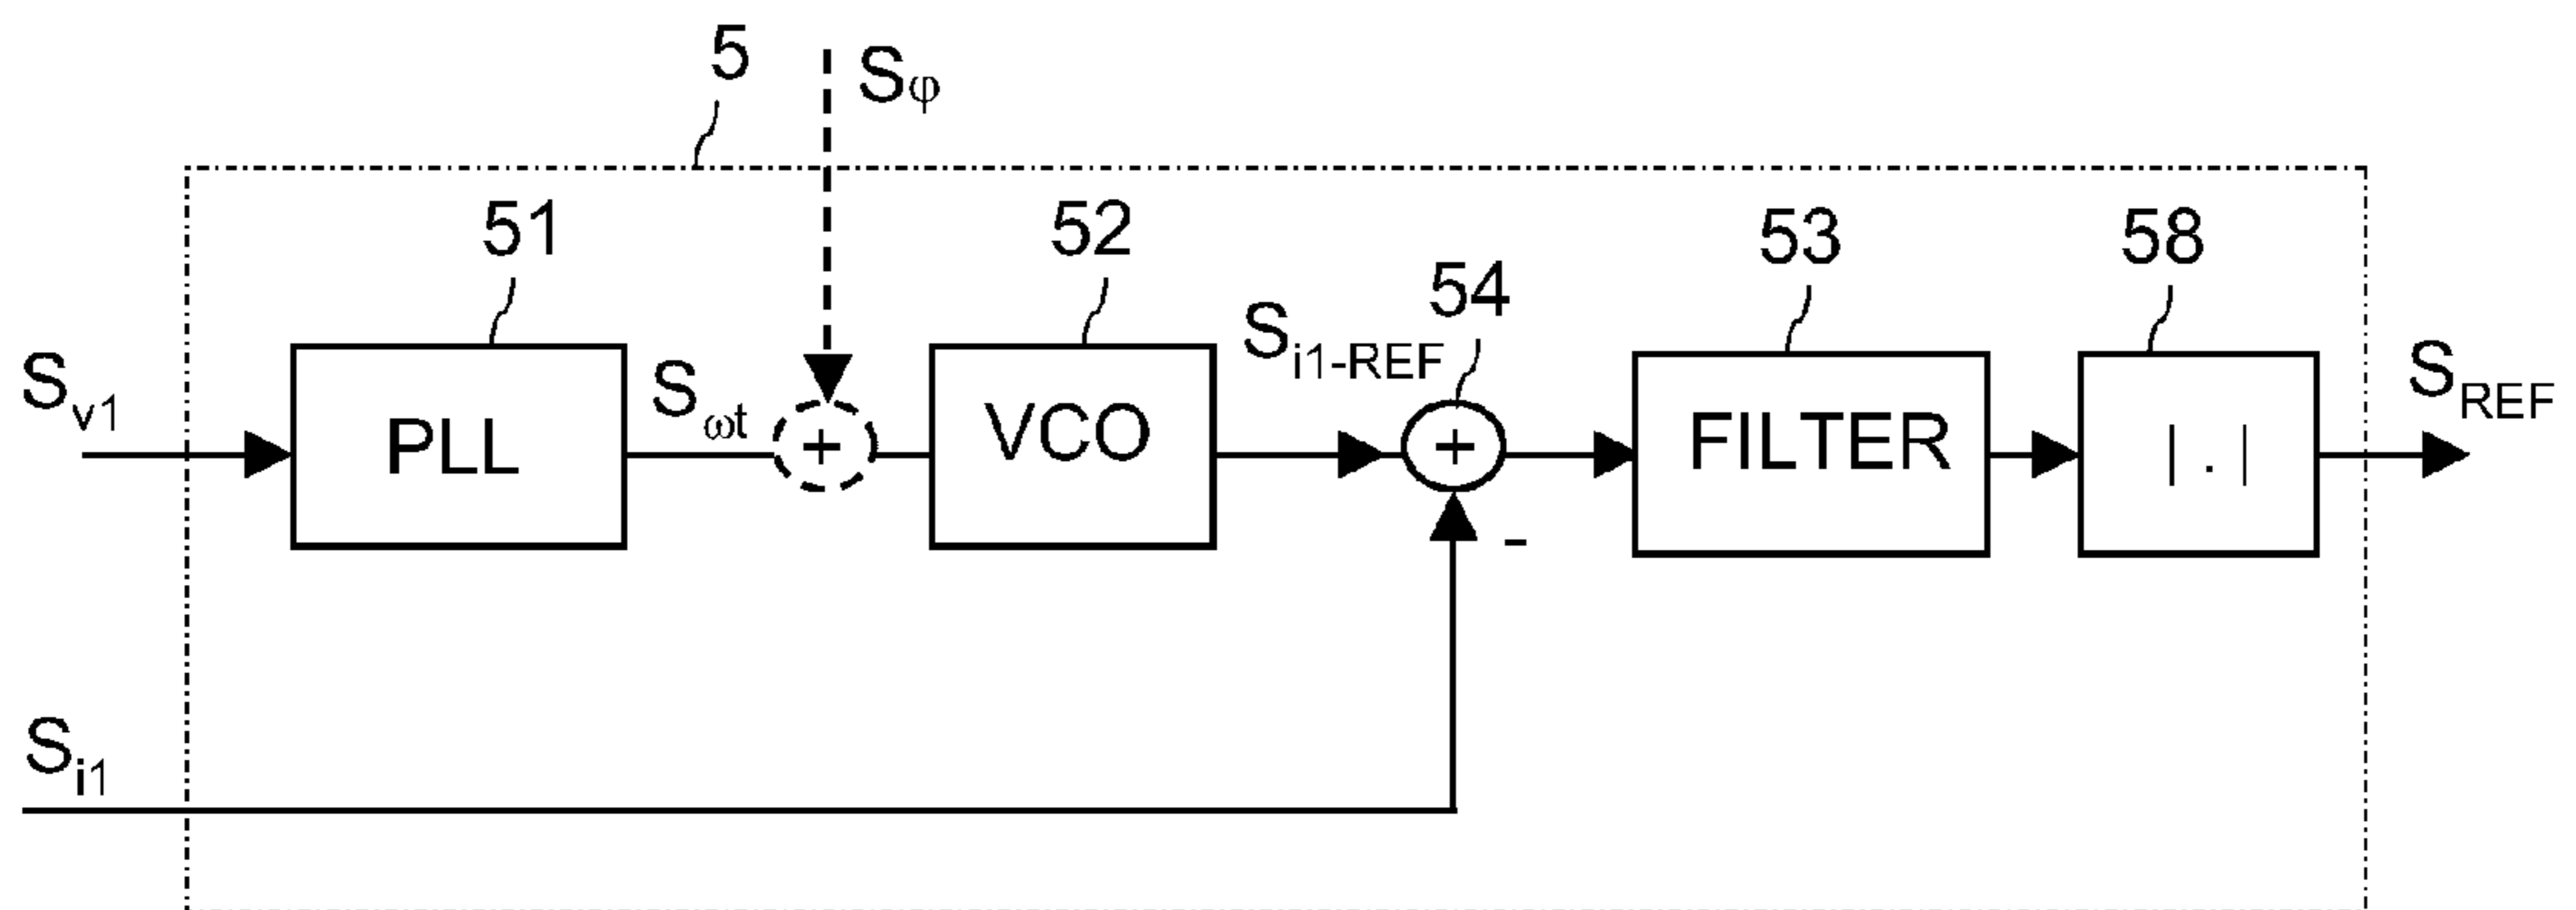 5
Sφ
51
52
53
58
54
Sv1
PLL
Sωt
+
VCO
Si1-REF
+
FILTER
| . |
SREF
-
Si1